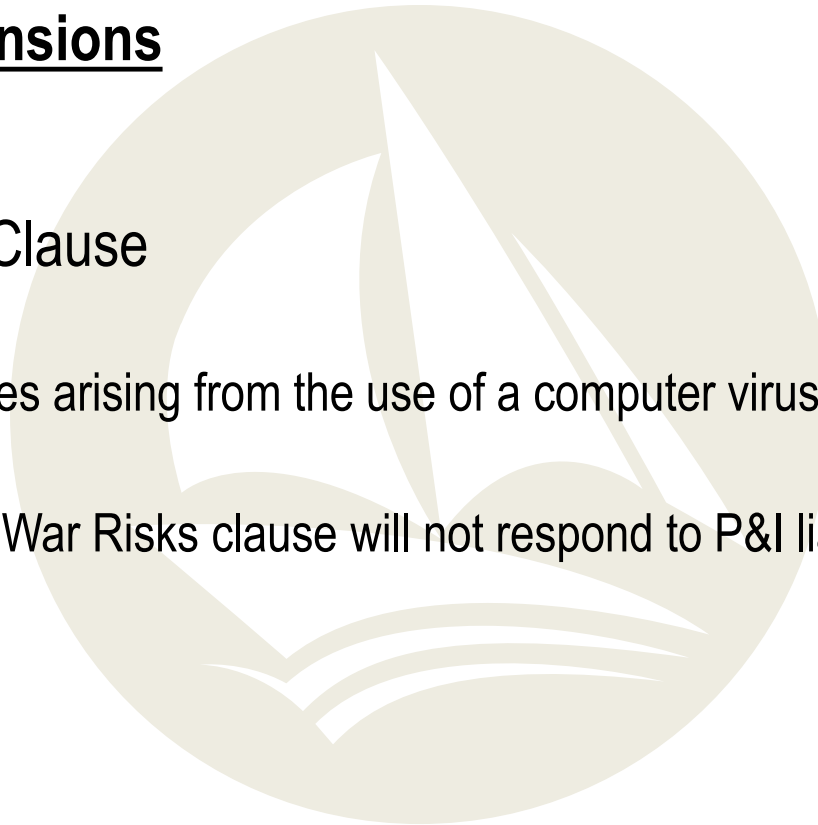 nsions
Clause
es arising from the use of a computer virus
War Risks clause will not respond to P&I li